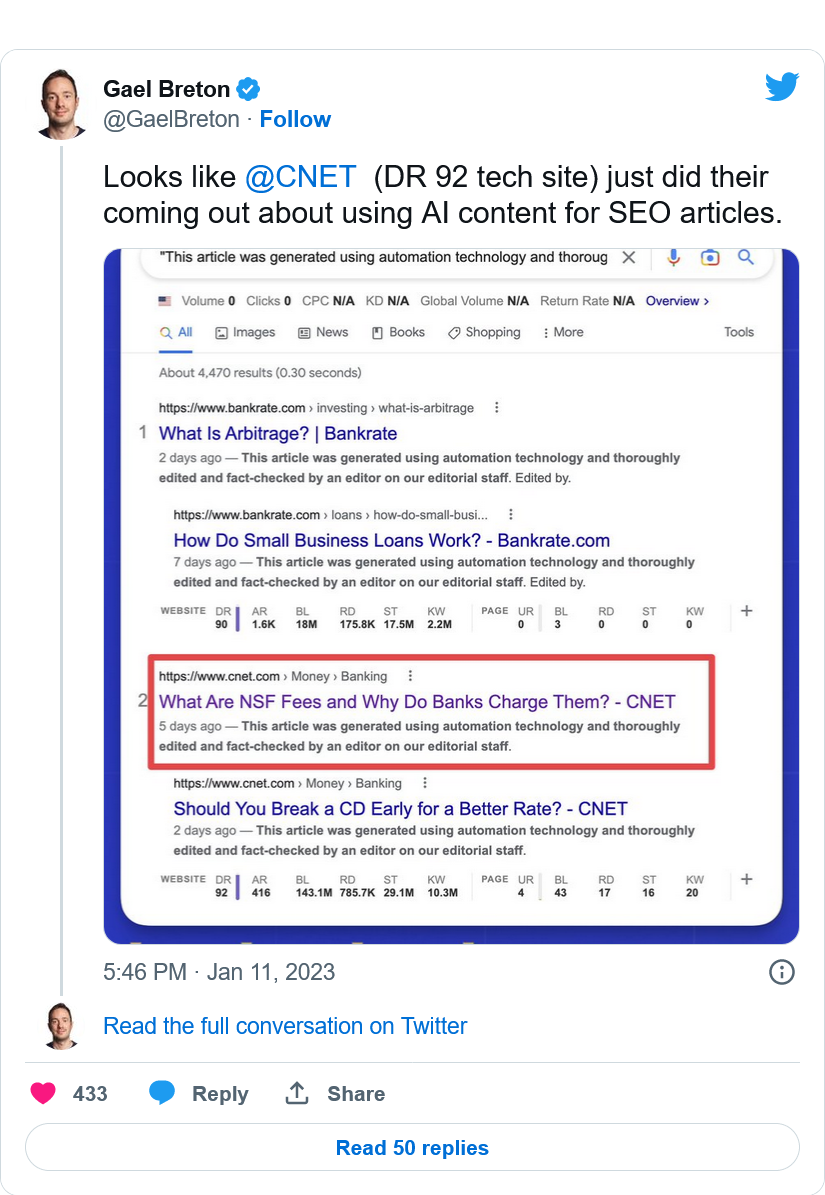 Gael Breton
@GaelBreton · Follow
Looks like @CNET (DR 92 tech site) just did their
coming out about using AI content for SEO articles.
"This article was generated using automation technology and thoroug
Volume 0 Clicks 0 CPC N/A KD N/A Global Volume N/A Return Rate N/A Overview ›
All Images News Books Shopping More Tools
About 4,470 results (0.30 seconds)
https://www.bankrate.com › investing › what-is-arbitrage
1 What Is Arbitrage? | Bankrate
2 days ago — This article was generated using automation technology and thoroughly
edited and fact-checked by an editor on our editorial staff. Edited by.
https://www.bankrate.com › loans › how-do-small-busi...
How Do Small Business Loans Work? - Bankrate.com
7 days ago — This article was generated using automation technology and thoroughly
edited and fact-checked by an editor on our editorial staff. Edited by.
WEBSITE DR AR BL RD ST KW PAGE UR BL RD ST KW +
90 1.6K 18M 175.8K 17.5M 2.2M 0 3 0 0 0
https://www.cnet.com › Money › Banking
2 What Are NSF Fees and Why Do Banks Charge Them? - CNET
5 days ago — This article was generated using automation technology and thoroughly
edited and fact-checked by an editor on our editorial staff.
https://www.cnet.com › Money › Banking
Should You Break a CD Early for a Better Rate? - CNET
2 days ago — This article was generated using automation technology and thoroughly
edited and fact-checked by an editor on our editorial staff.
WEBSITE DR AR BL RD ST KW PAGE UR BL RD ST KW +
92 416 143.1M 785.7K 29.1M 10.3M 4 43 17 16 20
5:46 PM · Jan 11, 2023
Read the full conversation on Twitter
433 Reply Share
Read 50 replies